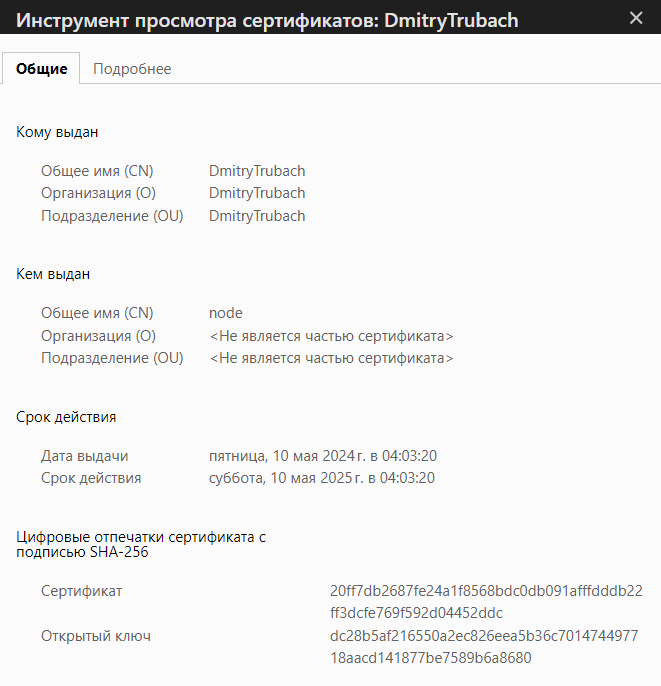 Инструмент просмотра сертификатов: DmitryTrubach
Общие Подробнее
Кому выдан
Общее имя (CN) DmitryTrubach
Организация (O) DmitryTrubach
Подразделение (OU) DmitryTrubach
Кем выдан
Общее имя (CN) node
Организация (O) <Не является частью сертификата>
Подразделение (OU) <Не является частью сертификата>
Срок действия
Дата выдачи пятница, 10 мая 2024 г. в 04:03:20
Срок действия суббота, 10 мая 2025 г. в 04:03:20
Цифровые отпечатки сертификата с
подписью SHA-256
Сертификат 20ff7db2687fe24a1f8568bdc0db091afffdddb22
ff3dcfe769f592d04452ddc
Открытый ключ dc28b5af216550a2ec826eea5b36c7014744977
18aacd141877be7589b6a8680